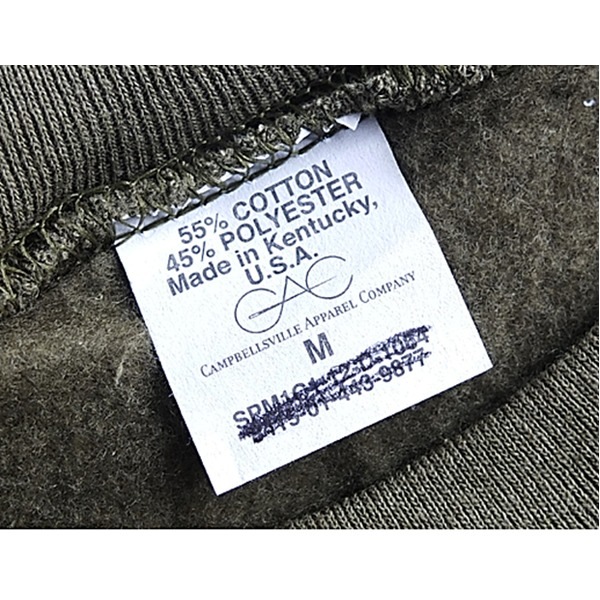 55% COTTON
45% POLYESTER
Made in Kentucky,
U.S.A.
CAC
CAMPBELLSVILLE APPAREL COMPANY
M